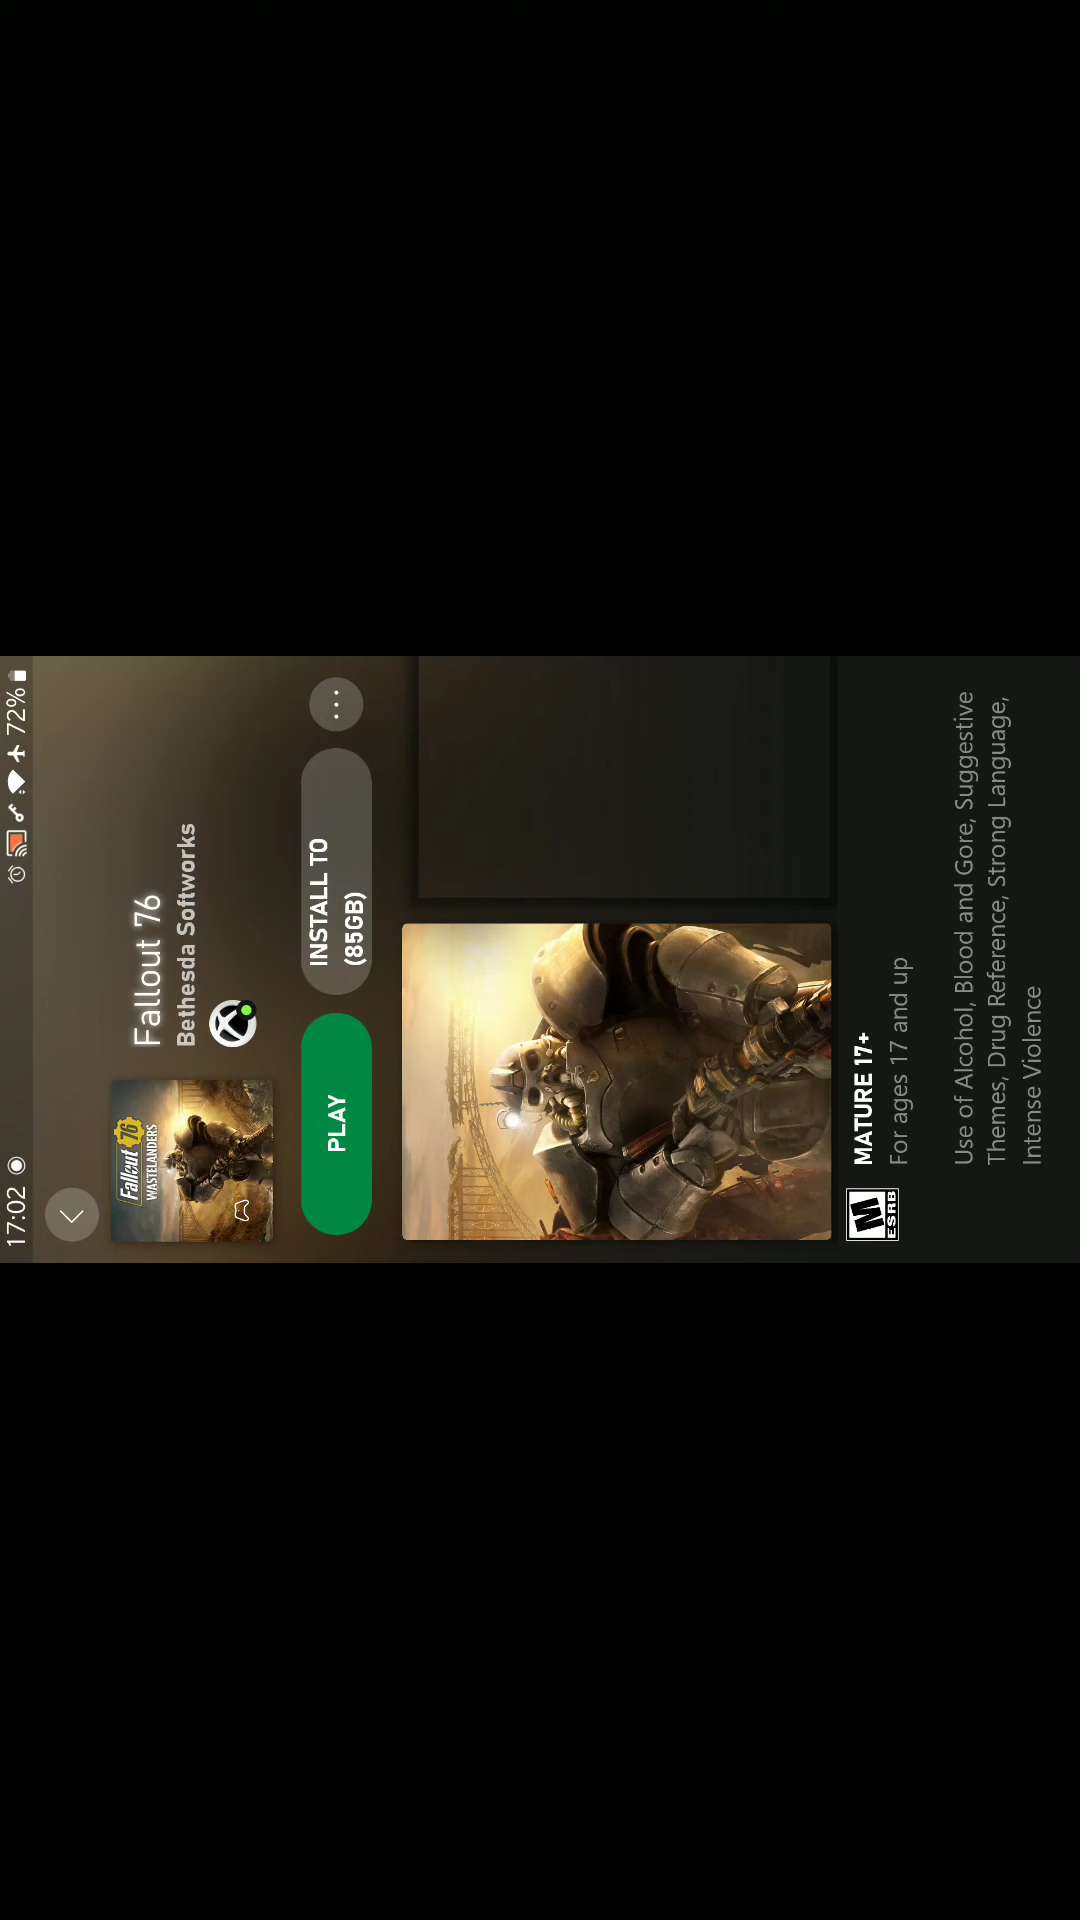 17:02
72%
Fallout 76
WASTELANDERS
Fallout 76
Bethesda Softworks
PLAY
INSTALL TO
(85GB)
M
ESRB
MATURE 17+
For ages 17 and up
Use of Alcohol, Blood and Gore, Suggestive
Themes, Drug Reference, Strong Language,
Intense Violence